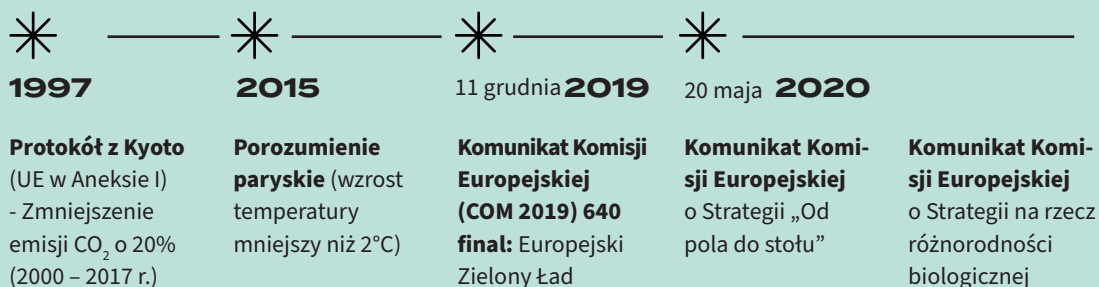 1997
2015
11 grudnia 2019
20 maja 2020
Protokół z Kyoto
(UE w Aneksie I)
- Zmniejszenie
emisji CO₂ o 20%
(2000 – 2017 r.)
Porozumienie
paryskie (wzrost
temperatury
mniejszy niż 2°C)
Komunikat Komisji
Europejskiej
(COM 2019) 640
final: Europejski
Zielony Ład
Komunikat Komi-
sji Europejskiej
o Strategii „Od
pola do stołu”
Komunikat Komi-
sji Europejskiej
o Strategii na rzecz
różnorodności
biologicznej